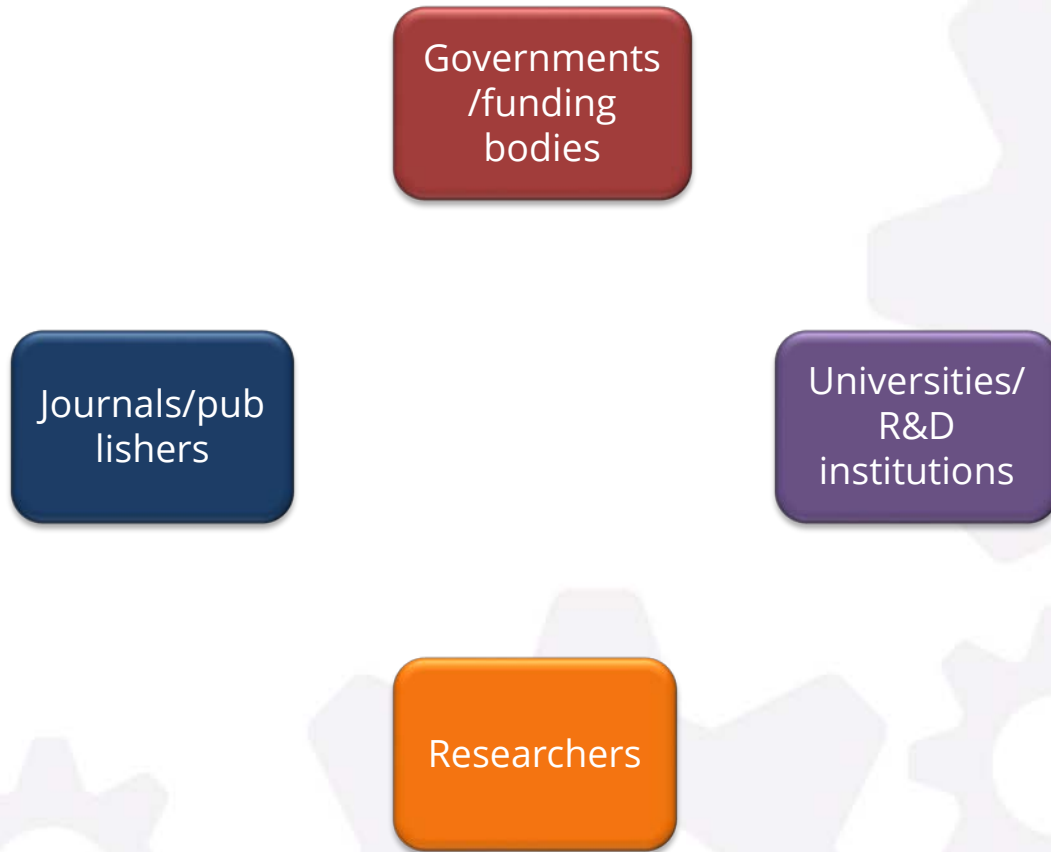 Governments
/funding
bodies
Journals/pub
lishers
Universities/
R&D
institutions
Researchers